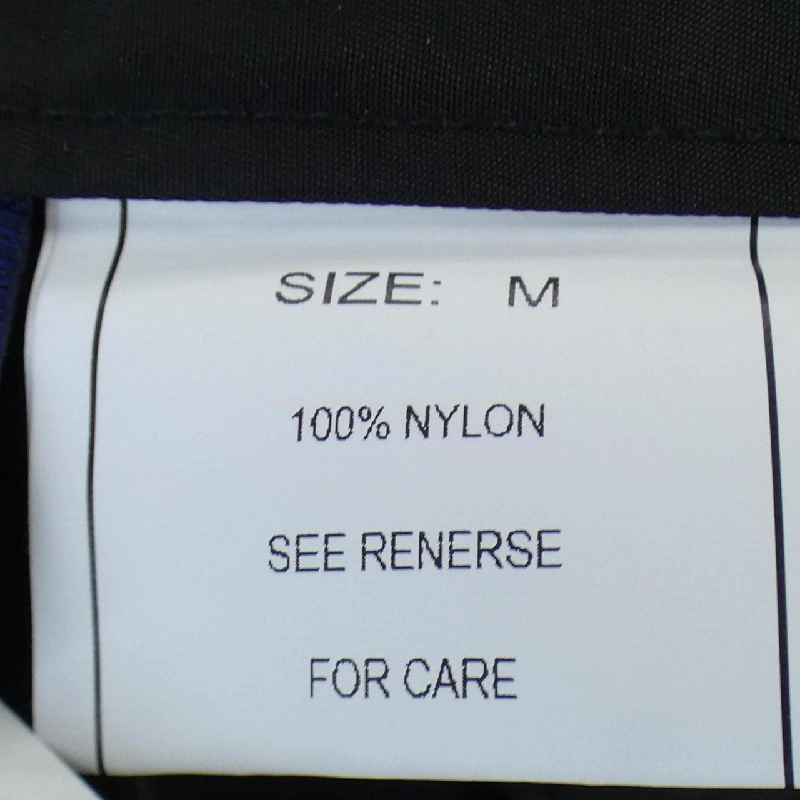 SIZE: M
100% NYLON
SEE RENERSE
FOR CARE